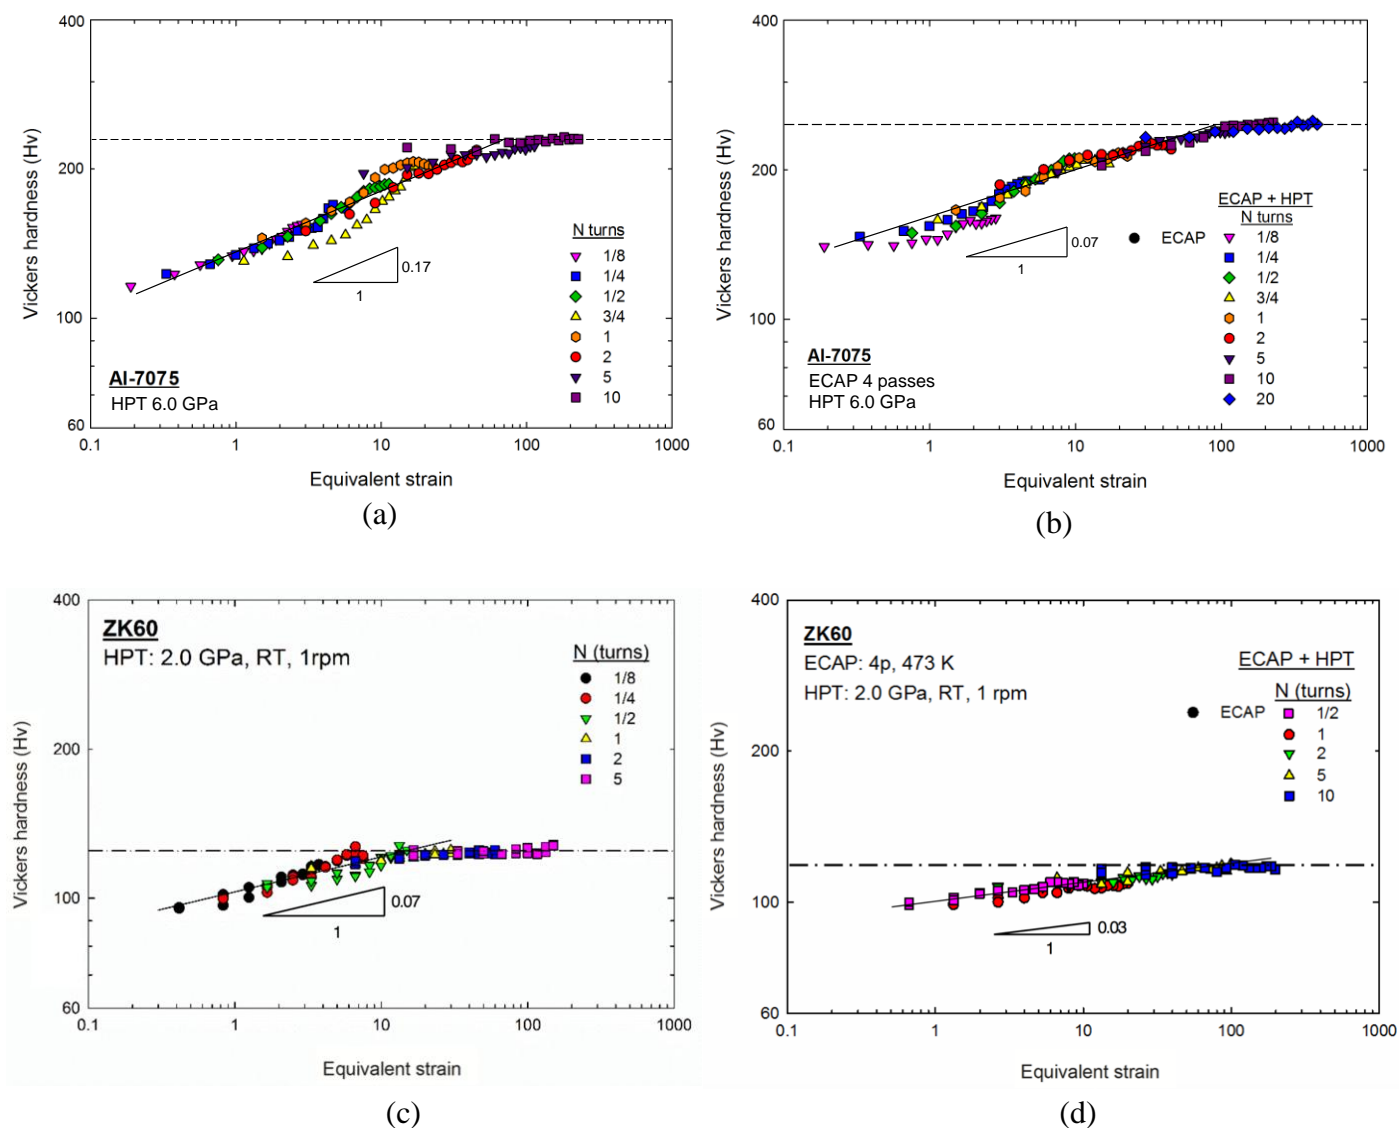 400
200
100
60
Vickers hardness (Hv)
0.17
1
N turns
1/8
1/4
1/2
3/4
1
2
5
10
Al-7075
HPT 6.0 GPa
0.1 1 10 100 1000
Equivalent strain
(a)
400
200
100
60
Vickers hardness (Hv)
0.07
1
ECAP + HPT
N turns
ECAP
1/8
1/4
1/2
3/4
1
2
5
10
20
Al-7075
ECAP 4 passes
HPT 6.0 GPa
0.1 1 10 100 1000
Equivalent strain
(b)
400
200
100
60
Vickers hardness (Hv)
ZK60
HPT: 2.0 GPa, RT, 1rpm
N (turns)
1/8
1/4
1/2
1
2
5
0.07
1
0.1 1 10 100 1000
Equivalent strain
(c)
400
200
100
60
Vickers hardness (Hv)
ZK60
ECAP: 4p, 473 K
HPT: 2.0 GPa, RT, 1 rpm
ECAP + HPT
N (turns)
ECAP
1/2
1
2
5
10
0.03
1
0.1 1 10 100 1000
Equivalent strain
(d)